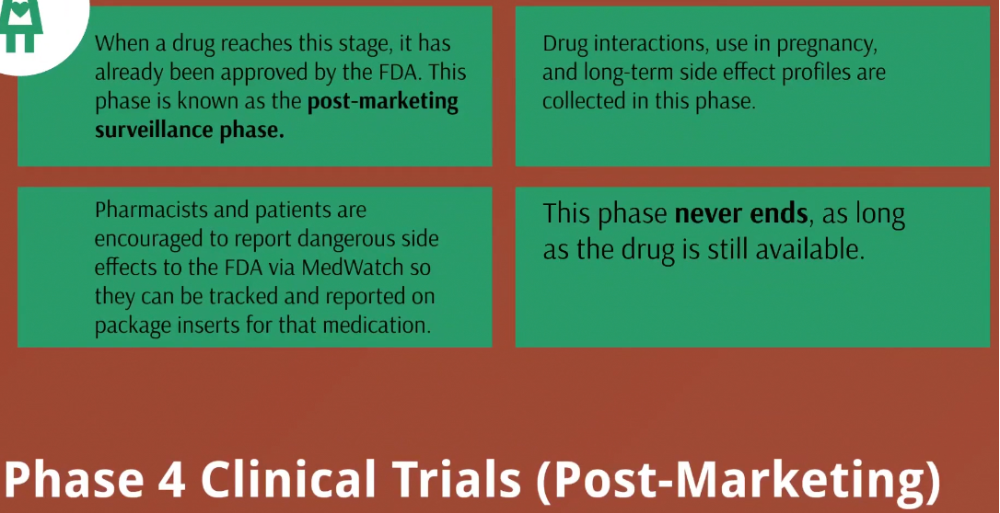 When a drug reaches this stage, it has
already been approved by the FDA. This
phase is known as the post-marketing
surveillance phase.
Drug interactions, use in pregnancy,
and long-term side effect profiles are
collected in this phase.
Pharmacists and patients are
encouraged to report dangerous side
effects to the FDA via MedWatch so
they can be tracked and reported on
package inserts for that medication.
This phase never ends, as long
as the drug is still available.
Phase 4 Clinical Trials (Post-Marketing)